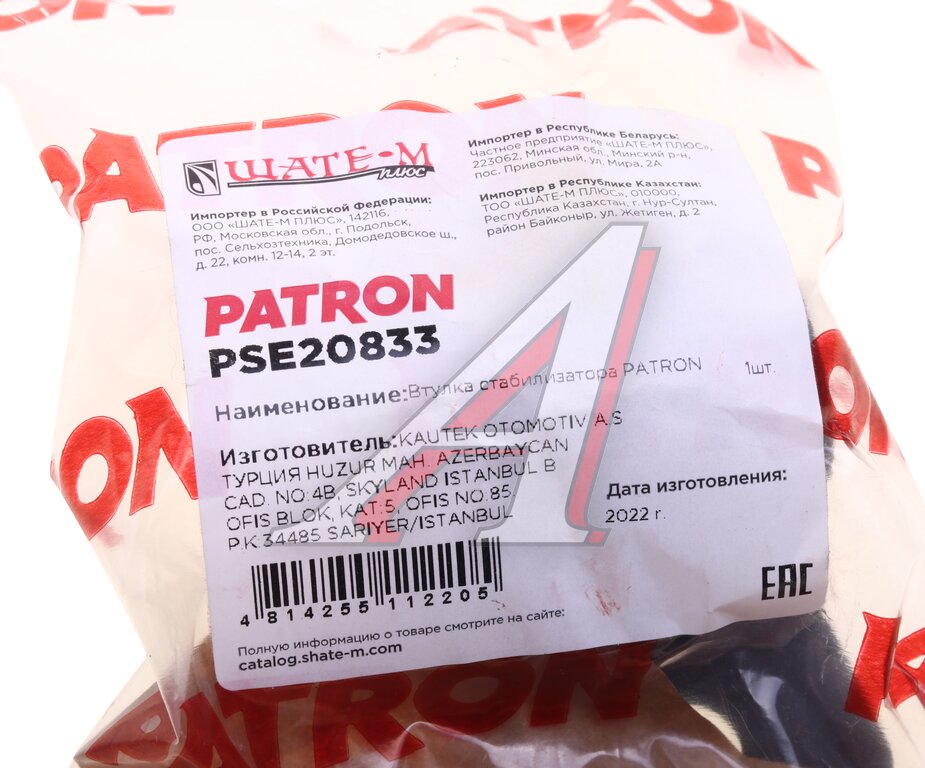 ШАТЕ-М
ПЛЮС
Импортер в Российской Федерации:
ООО «ШАТЕ-М ПЛЮС», 142116,
РФ, Московская обл., г. Подольск,
пос. Сельхозтехника, Домодедовское ш.,
д. 22, комн. 12-14, 2 эт.
Импортер в Республике Беларусь:
Частное предприятие «ШАТЕ-М ПЛЮС»,
223062, Минская обл., Минский р-н,
пос. Привольный, ул. Мира, 2А
Импортер в Республике Казахстан:
ТОО "ШАТЕ-М ПЛЮС", 010000,
Республика Казахстан, г. Нур-Султан,
район Байконыр, ул. Жетиген, д. 2
PATRON
PSE20833
Наименование:Втулка стабилизатора PATRON 1шт.
Изготовитель:KAUTEK OTOMOTIV A.S
ТУРЦИЯ HUZUR MAH. AZERBAYCAN
CAD. NO:4B, SKYLAND ISTANBUL B
OFIS BLOK, KAT:5, OFIS NO:85.
P.K:34485 SARIYER/ISTANBUL
Дата изготовления:
2022 г.
4 814255 112205
EAC
Полную информацию о товаре смотрите на сайте:
catalog.shate-m.com
PATRON